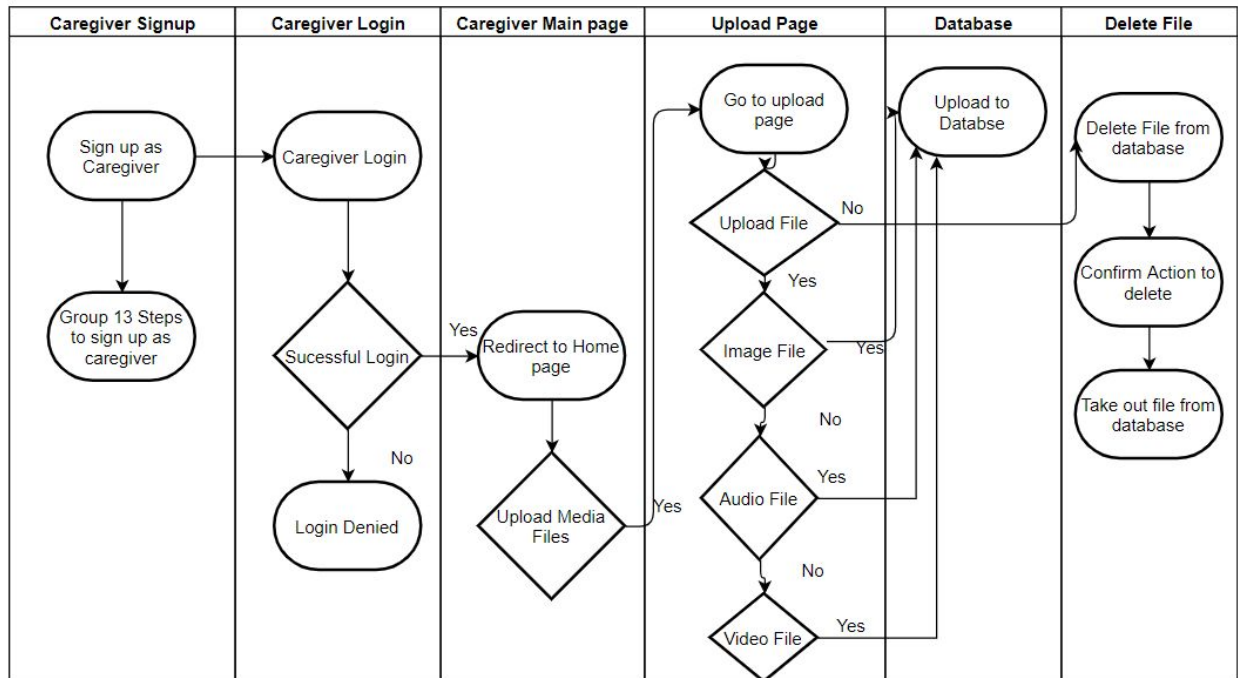 Caregiver Signup
Caregiver Login
Caregiver Main page
Upload Page
Database
Delete File
Sign up as
Caregiver
Group 13 Steps
to sign up as
caregiver
Caregiver Login
Sucessful Login
Yes
No
Login Denied
Redirect to Home
page
Upload Media
Files
Yes
Go to upload
page
Upload File
No
Yes
Image File
Yes
No
Audio File
Yes
No
Video File
Yes
Upload to
Databse
Delete File from
database
Confirm Action to
delete
Take out file from
database